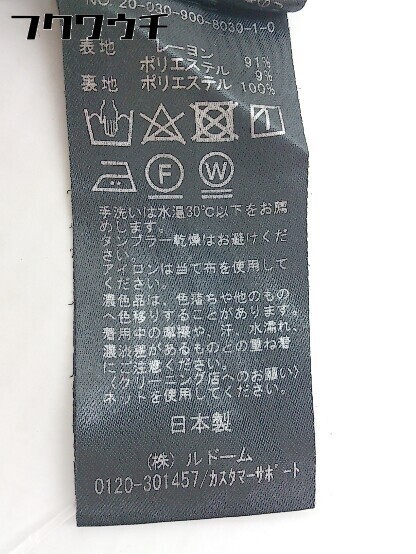 フクウウチ
NO. 20-030-900-8030-1-0
表地 レーヨン 91%
ポリエステル 9%
裏地 ポリエステル 100%
F W
手洗いは水温30℃以下をお薦
めします。
タンブラー乾燥はお避けくだ
さい。
アイロンは当て布を使用して
ください。
濃色品は、色落ちや他のもの
へ色移りすることがあります。
着用中の摩擦や、汗、水濡れ、
濃淡差があるものとの重ね着
にご注意ください。
〈クリーニング店へのお願い〉
ネットを使用してください。
日本製
(株) ルドーム
0120-301457/カスタマーサポート